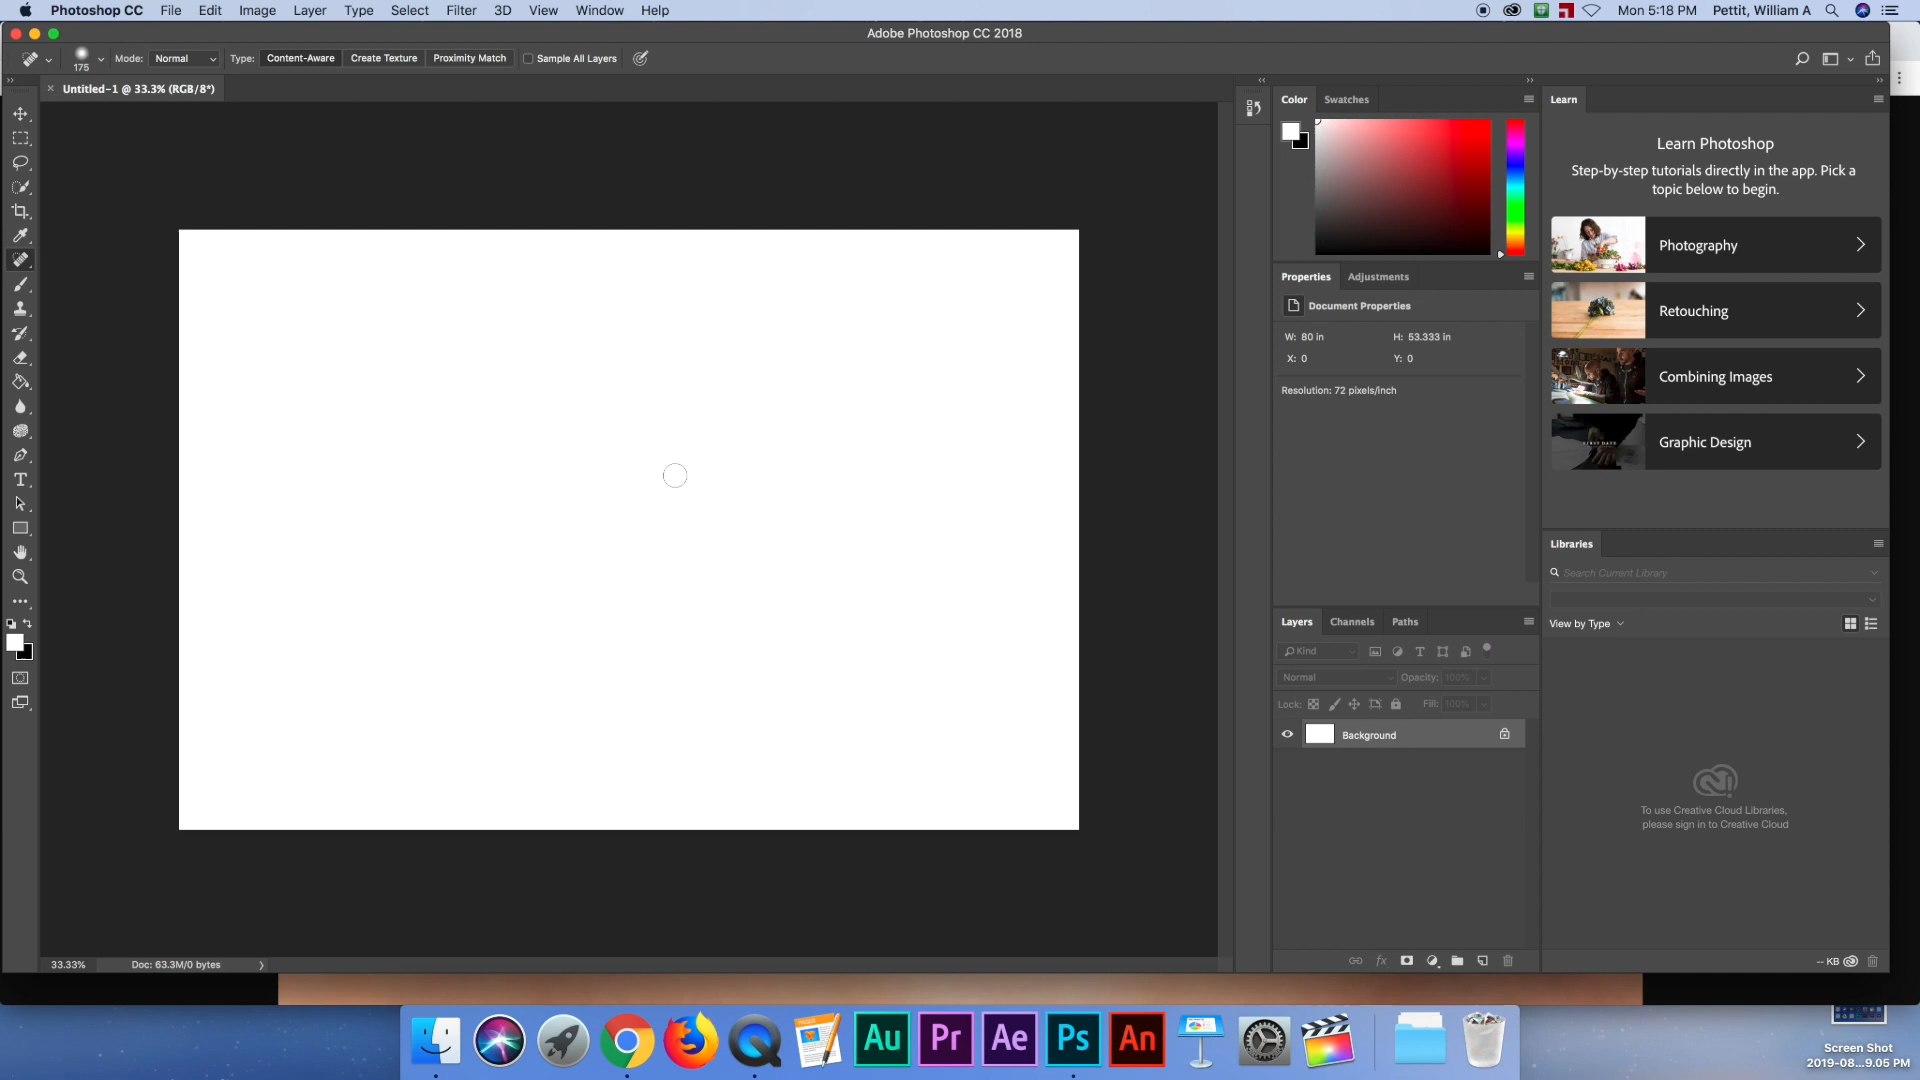 Photoshop CC File Edit Image Layer Type Select Filter 3D View Window Help Mon 5:18 PM Pettit, William A
Adobe Photoshop CC 2018
175 Mode: Normal Type: Content-Aware Create Texture Proximity Match Sample All Layers
Untitled-1 @ 33.3% (RGB/8*)
Color Swatches
Properties Adjustments
Document Properties
W: 80 in H: 53.333 in
X: 0 Y: 0
Resolution: 72 pixels/inch
Layers Channels Paths
Kind
Normal Opacity: 100%
Lock: Fill: 100%
Background
Learn
Learn Photoshop
Step-by-step tutorials directly in the app. Pick a
topic below to begin.
Photography
Retouching
Combining Images
Graphic Design
Libraries
Search Current Library
View by Type
To use Creative Cloud Libraries,
please sign in to Creative Cloud
-- KB
33.33% Doc: 63.3M/0 bytes
PAGES
Au Pr Ae Ps An
Screen Shot
2019-08...9.05 PM